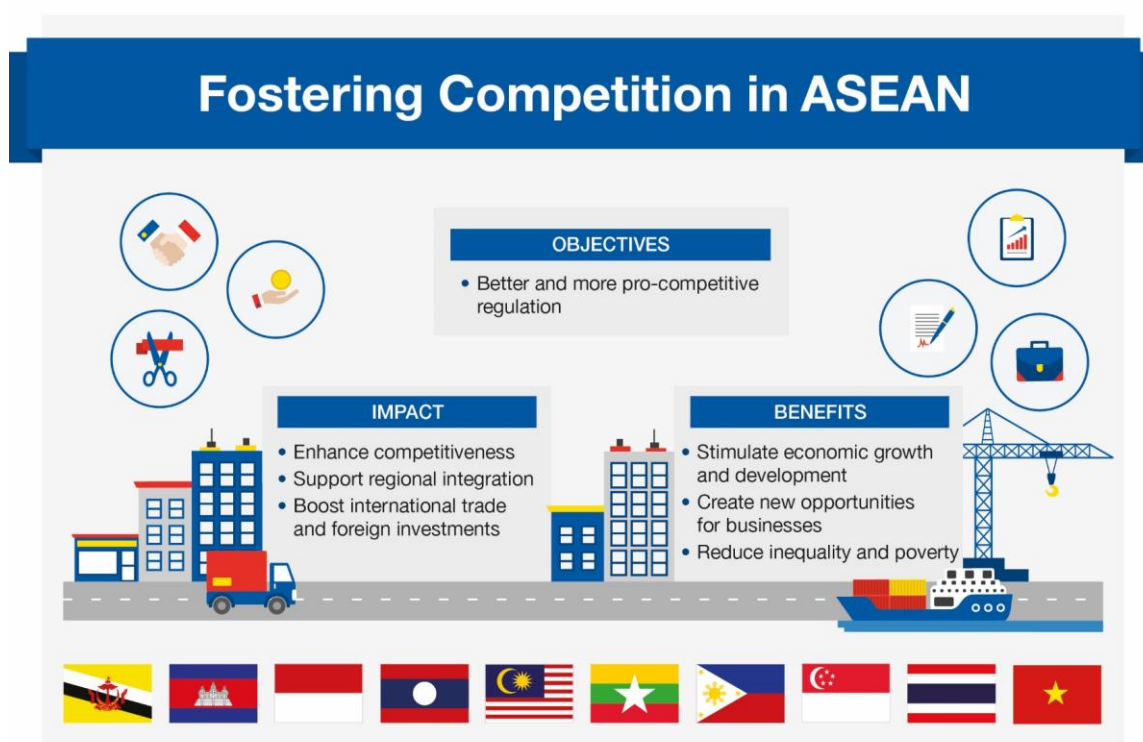 Fostering Competition in ASEAN
OBJECTIVES
• Better and more pro-competitive
regulation
IMPACT
• Enhance competitiveness
• Support regional integration
• Boost international trade
and foreign investments
BENEFITS
• Stimulate economic growth
and development
• Create new opportunities
for businesses
• Reduce inequality and poverty